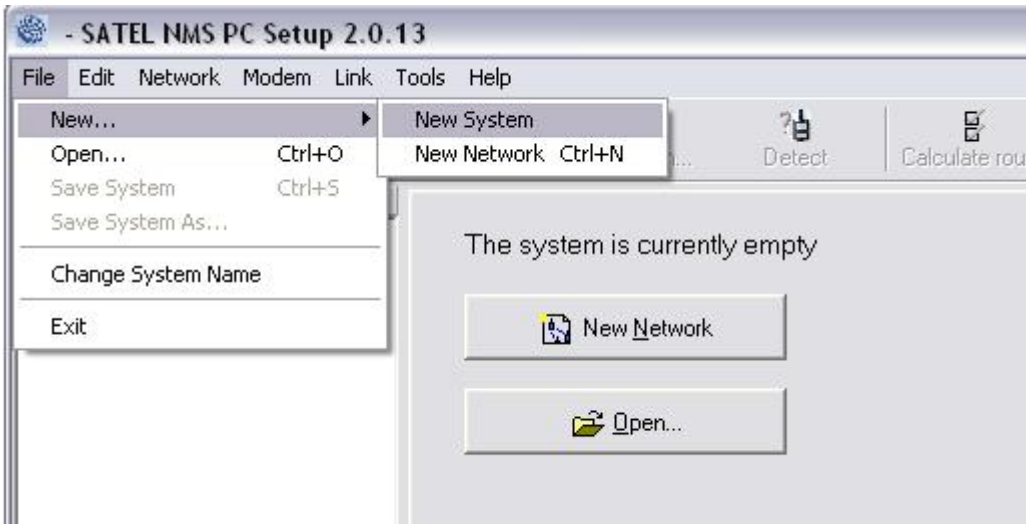 - SATEL NMS PC Setup 2.0.13
File Edit Network Modem Link Tools Help
New...
New System
Open... Ctrl+O
New Network Ctrl+N
Detect
Save System Ctrl+S
Save System As...
The system is currently empty
Change System Name
Exit
New Network
Open...